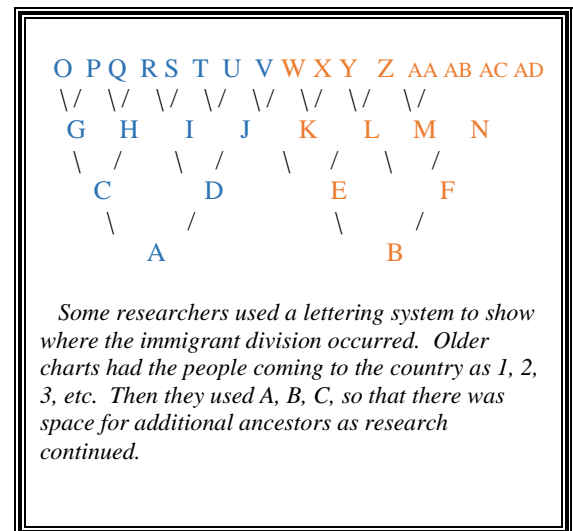 O P Q R S T U V W X Y Z AA AB AC AD
\ / \ / \ / \ / \ / \ / \ / \ /
G H I J K L M N
\ / \ / \ / \ /
C D E F
\ / \ /
A B
Some researchers used a lettering system to show
where the immigrant division occurred. Older
charts had the people coming to the country as 1, 2,
3, etc. Then they used A, B, C, so that there was
space for additional ancestors as research
continued.